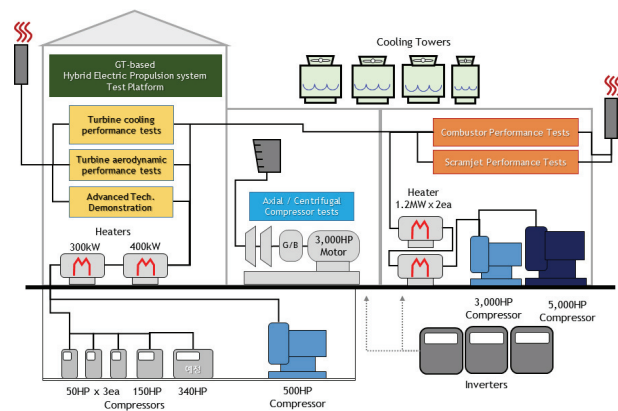 Cooling Towers
GT-based
Hybrid Electric Propulsion system
Test Platform
Turbine cooling
performance tests
Turbine aerodynamic
performance tests
Advanced Tech.
Demonstration
Combustor Performance Tests
Scramjet Performance Tests
Axial / Centrifugal
Compressor tests
Heater
1.2MW x 2ea
Heaters
300kW
400kW
G/B
3,000HP
Motor
3,000HP
Compressor
5,000HP
Compressor
50HP x 3ea
150HP
340HP
Compressors
예정
500HP
Compressor
Inverters